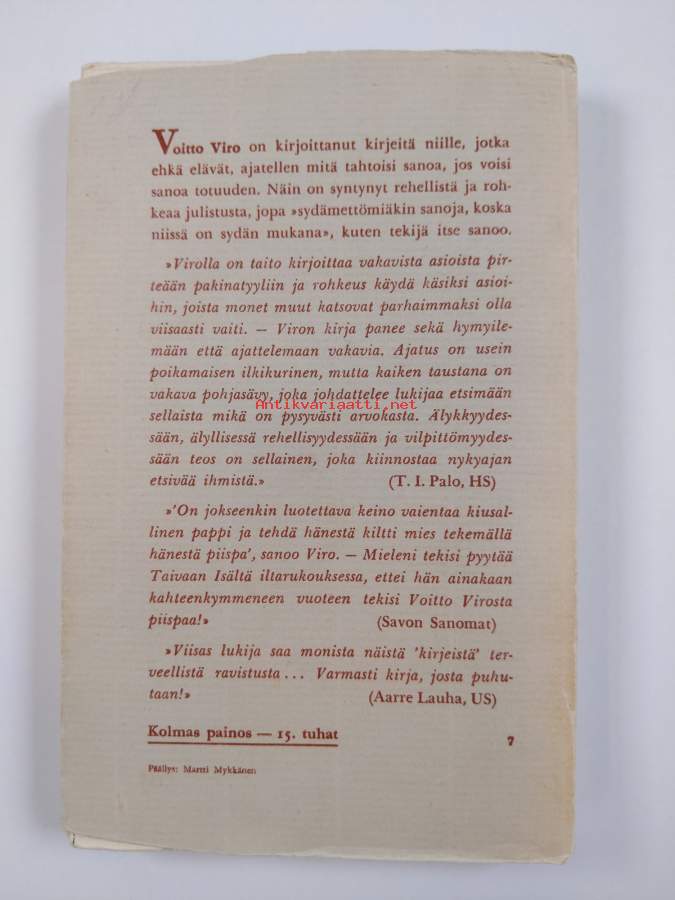 Voitto Viro on kirjoittanut kirjeitä niille, jotka
ehkä elävät, ajatellen mitä tahtoisi sanoa, jos voisi
sanoa totuuden. Näin on syntynyt rehellistä ja roh-
keaa julistusta, jopa »sydämettömiäkin sanoja, koska
niissä on sydän mukana», kuten tekijä itse sanoo.
»Virolla on taito kirjoittaa vakavista asioista pir-
teään pakinatyyliin ja rohkeus käydä käsiksi asioi-
hin, joista monet muut katsovat parhaimmaksi olla
viisaasti vaiti. — Viron kirja panee sekä hymyile-
mään että ajattelemaan vakavia. Ajatus on usein
poikamaisen ilkikurinen, mutta kaiken taustana on
vakava pohjasävy, joka johdattelee lukijaa etsimään
Antikvariaatti.net
sellaista mikä on pysyvästi arvokasta. Älykkyydes-
sään, älyllisessä rehellisyydessään ja vilpittömyydes-
sään teos on sellainen, joka kiinnostaa nykyajan
etsivää ihmistä.» (T. I. Palo, HS)
»'On jokseenkin luotettava keino vaientaa kiusal-
linen pappi ja tehdä hänestä kiltti mies tekemällä
hänestä piispa', sanoo Viro. — Mieleni tekisi pyytää
Taivaan Isältä iltarukouksessa, ettei hän ainakaan
kahteenkymmeneen vuoteen tekisi Voitto Virosta
piispaa!» (Savon Sanomat)
»Viisas lukija saa monista näistä 'kirjeistä' ter-
veellistä ravistusta... Varmasti kirja, josta puhu-
taan!» (Aarre Lauha, US)
Kolmas painos — 15. tuhat
7
Päällys: Martti Mykkänen